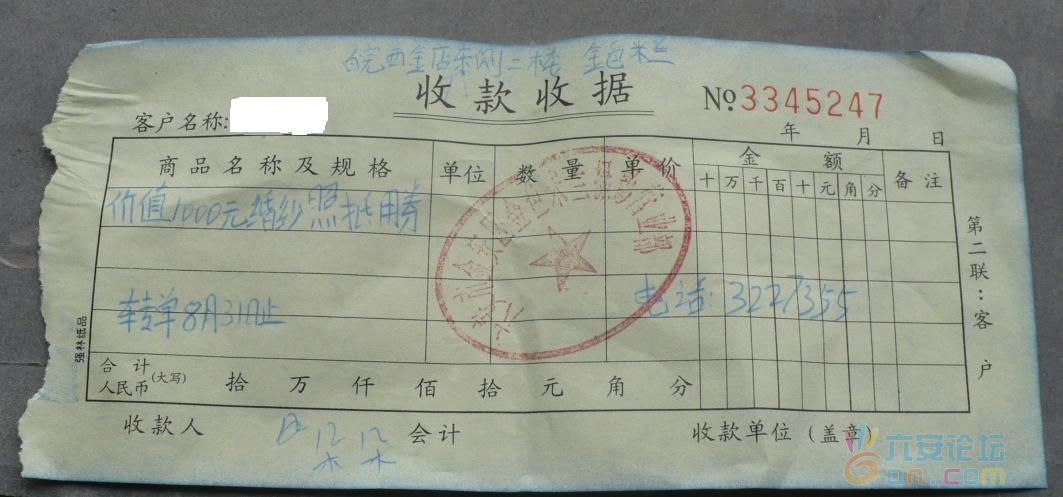 皖西金店东侧三楼 金色米兰
收款收据
№3345247
客户名称:
年 月 日
商品名称及规格 单位 数量 单价 金额 备注
十 万 千 百 十 元 角 分
价值1000元婚纱照抵用券
转单8月31日止
电话:3227355
第二联:客户
强林纸品
合计
人民币(大写) 拾 万 仟 佰 拾 元 角 分
收款人 会计 收款单位(盖章)
六安论坛